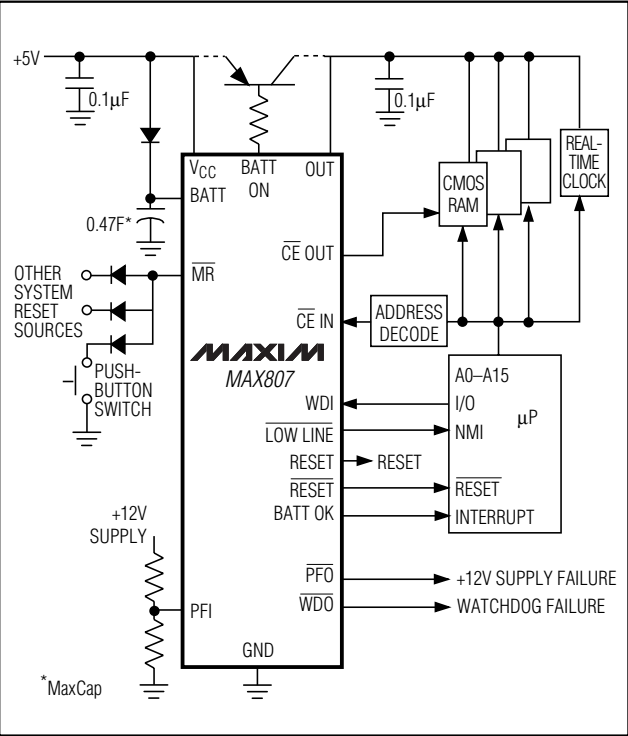 +5V
0.1µF
0.1µF
REAL-
TIME
CLOCK
VCC
BATT
ON
OUT
CMOS
RAM
BATT
0.47F*
CE OUT
OTHER
SYSTEM
RESET
SOURCES
MR
CE IN
ADDRESS
DECODE
MAXIM
MAX807
PUSH-
BUTTON
SWITCH
A0–A15
WDI
I/O
µP
LOW LINE
NMI
RESET
RESET
RESET
RESET
BATT OK
INTERRUPT
+12V
SUPPLY
PFO
+12V SUPPLY FAILURE
PFI
WDO
WATCHDOG FAILURE
GND
*MaxCap